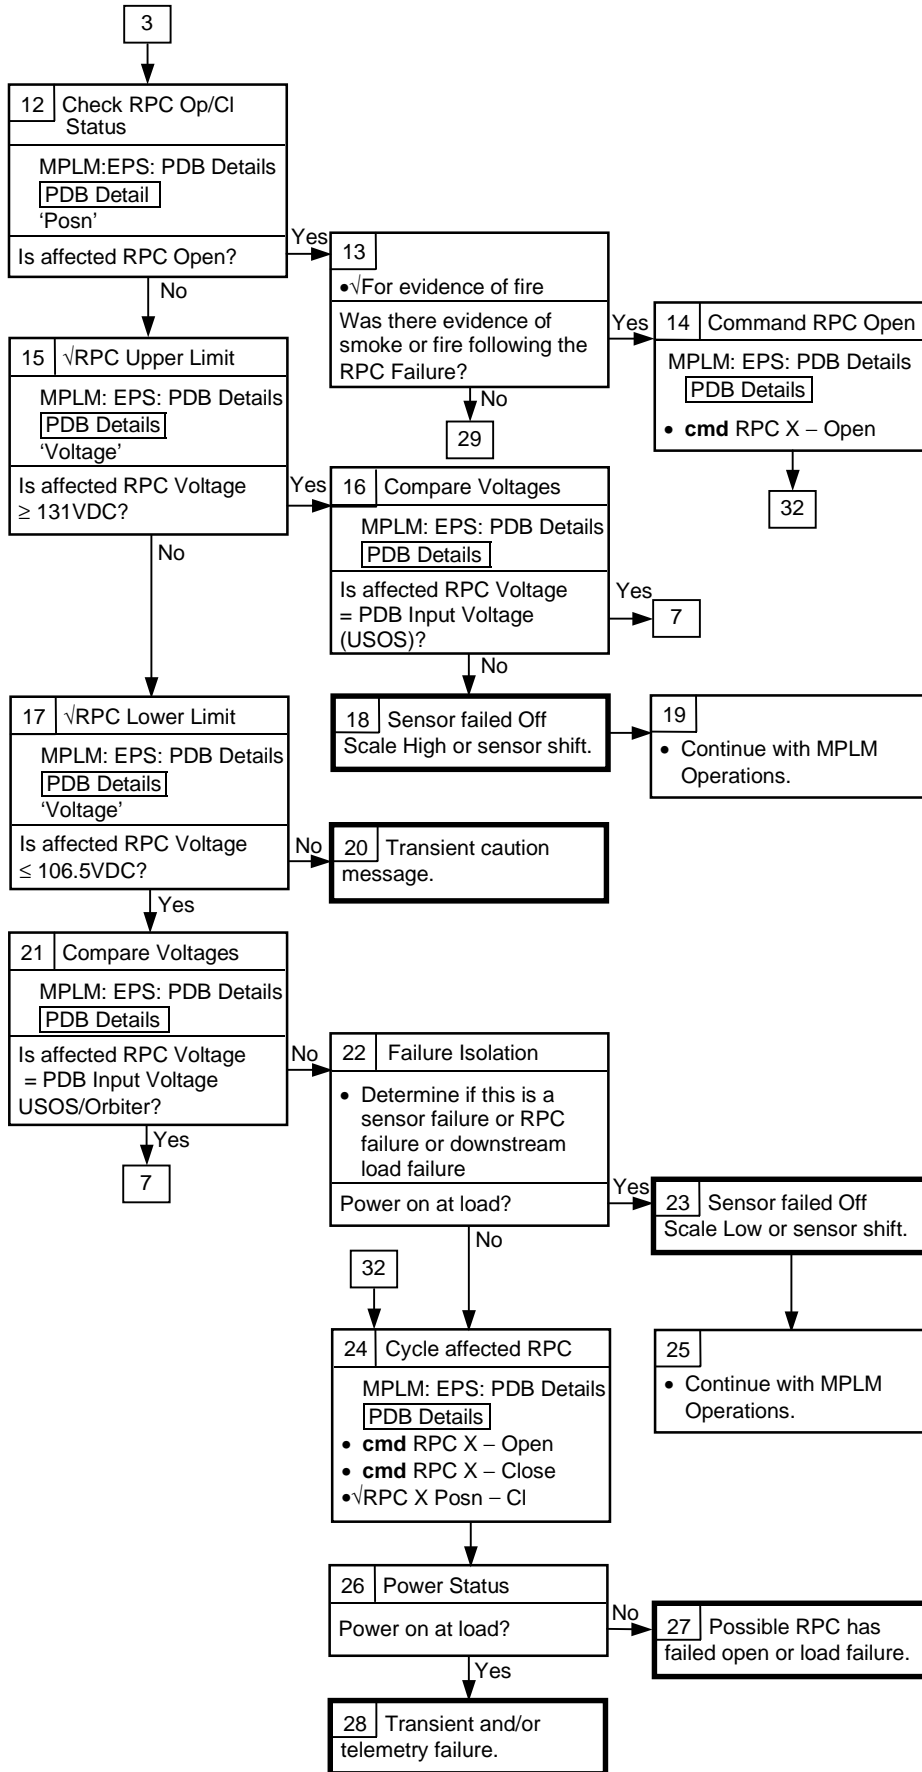 3
12 Check RPC Op/Cl
Status
MPLM:EPS: PDB Details
PDB Detail
‘Posn’
Is affected RPC Open?
Yes
No
13
•√For evidence of fire
Was there evidence of
smoke or fire following the
RPC Failure?
Yes
No
29
14 Command RPC Open
MPLM: EPS: PDB Details
PDB Details
• cmd RPC X – Open
32
15 √RPC Upper Limit
MPLM: EPS: PDB Details
PDB Details
‘Voltage’
Is affected RPC Voltage
≥ 131VDC?
Yes
No
16 Compare Voltages
MPLM: EPS: PDB Details
PDB Details
Is affected RPC Voltage
= PDB Input Voltage
(USOS)?
Yes
7
No
18 Sensor failed Off
Scale High or sensor shift.
19
• Continue with MPLM
Operations.
17 √RPC Lower Limit
MPLM: EPS: PDB Details
PDB Details
‘Voltage’
Is affected RPC Voltage
≤ 106.5VDC?
No
Yes
20 Transient caution
message.
21 Compare Voltages
MPLM: EPS: PDB Details
PDB Details
Is affected RPC Voltage
= PDB Input Voltage
USOS/Orbiter?
No
Yes
7
22 Failure Isolation
• Determine if this is a
sensor failure or RPC
failure or downstream
load failure
Power on at load?
Yes
No
23 Sensor failed Off
Scale Low or sensor shift.
25
• Continue with MPLM
Operations.
32
24 Cycle affected RPC
MPLM: EPS: PDB Details
PDB Details
• cmd RPC X – Open
• cmd RPC X – Close
•√RPC X Posn – Cl
26 Power Status
Power on at load?
No
Yes
27 Possible RPC has
failed open or load failure.
28 Transient and/or
telemetry failure.